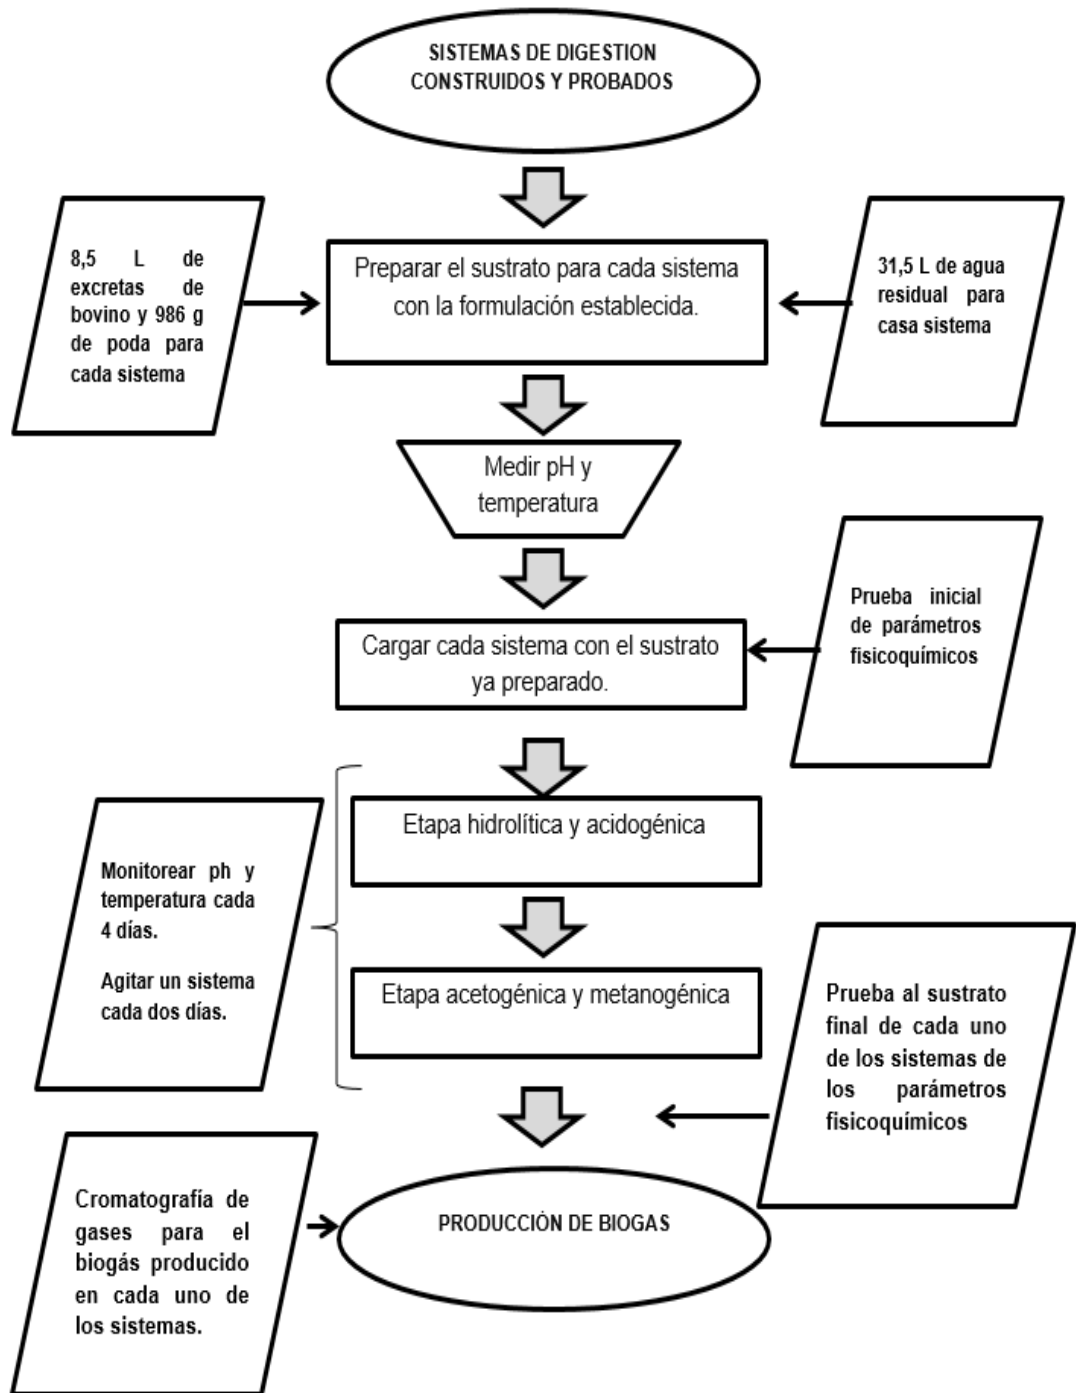 SISTEMAS DE DIGESTION
CONSTRUIDOS Y PROBADOS
8,5 L de
excretas de
bovino y 986 g
de poda para
cada sistema
Preparar el sustrato para cada sistema
con la formulación establecida.
31,5 L de agua
residual para
casa sistema
Medir pH y
temperatura
Prueba inicial
de parámetros
fisicoquímicos
Cargar cada sistema con el sustrato
ya preparado.
Etapa hidrolítica y acidogénica
Monitorear ph y
temperatura cada
4 días.
Agitar un sistema
cada dos días.
Etapa acetogénica y metanogénica
Prueba al sustrato
final de cada uno
de los sistemas de
los parámetros
fisicoquímicos
Cromatografía de
gases para el
biogás producido
en cada uno de
los sistemas.
PRODUCCIÓN DE BIOGAS